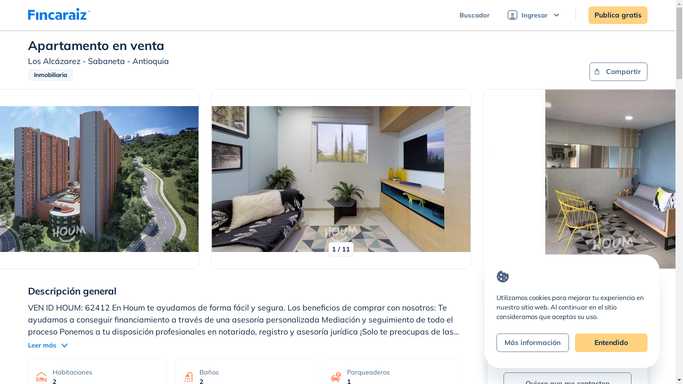 Fincaraiz
Buscador
Ingresar
Publica gratis
Apartamento en venta
Los Alcázarez - Sabaneta - Antioquia
Inmobiliaria
Compartir
HOUM
HOUM
HOUM
1 / 11
Descripción general
VEN ID HOUM: 62412 En Houm te ayudamos de forma fácil y segura. Los beneficios de comprar con nosotros: Te
ayudamos a conseguir financiamiento a través de una asesoría personalizada Mediación y seguimiento de todo el
proceso Ponemos a tu disposición profesionales en notariado, registro y asesoría jurídica ¡Solo te preocupas de las...
Leer más
Habitaciones
2
Baños
2
Parqueaderos
1
Utilizamos cookies para mejorar tu experiencia en
nuestro sitio web. Al continuar en el sitio
consideramos que aceptas su uso.
Más información
Entendido
Quiero que me contacten